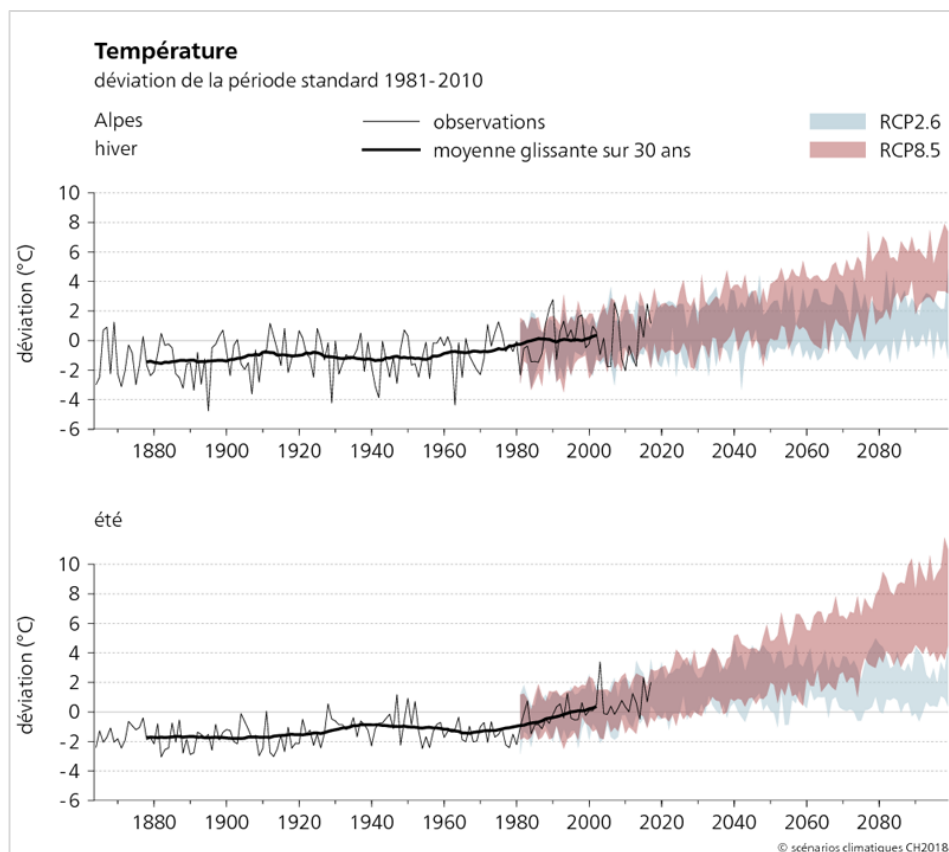 Température
déviation de la période standard 1981-2010
Alpes
hiver
observations
moyenne glissante sur 30 ans
RCP2.6
RCP8.5
déviation (°C)
10
8
6
4
2
0
-2
-4
-6
1880 1900 1920 1940 1960 1980 2000 2020 2040 2060 2080
été
déviation (°C)
10
8
6
4
2
0
-2
-4
-6
1880 1900 1920 1940 1960 1980 2000 2020 2040 2060 2080
© scénarios climatiques CH2018